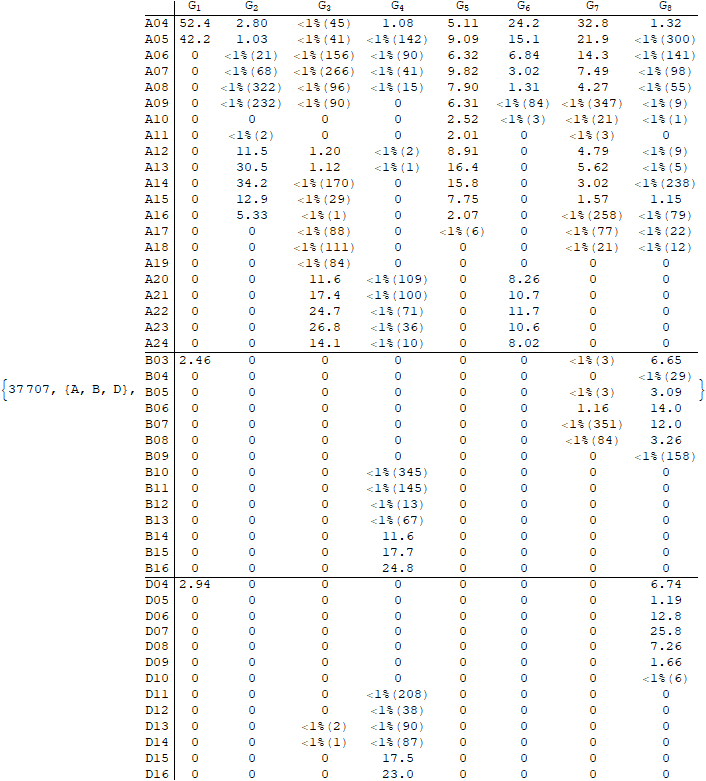 G1 G2 G3 G4 G5 G6 G7 G8
A04 52.4 2.80 <1%(45) 1.08 5.11 24.2 32.8 1.32
A05 42.2 1.03 <1%(41) <1%(142) 9.09 15.1 21.9 <1%(300)
A06 0 <1%(21) <1%(156) <1%(90) 6.32 6.84 14.3 <1%(141)
A07 0 <1%(68) <1%(266) <1%(41) 9.82 3.02 7.49 <1%(98)
A08 0 <1%(322) <1%(96) <1%(15) 7.90 1.31 4.27 <1%(55)
A09 0 <1%(232) <1%(90) 0 6.31 <1%(84) <1%(347) <1%(9)
A10 0 0 0 0 2.52 <1%(3) <1%(21) <1%(1)
A11 0 <1%(2) 0 0 2.01 0 <1%(3) 0
A12 0 11.5 1.20 <1%(2) 8.91 0 4.79 <1%(9)
A13 0 30.5 1.12 <1%(1) 16.4 0 5.62 <1%(5)
A14 0 34.2 <1%(170) 0 15.8 0 3.02 <1%(238)
A15 0 12.9 <1%(29) 0 7.75 0 1.57 1.15
A16 0 5.33 <1%(1) 0 2.07 0 <1%(258) <1%(79)
A17 0 0 <1%(88) 0 <1%(6) 0 <1%(77) <1%(22)
A18 0 0 <1%(111) 0 0 0 <1%(21) <1%(12)
A19 0 0 <1%(84) 0 0 0 0 0
A20 0 0 11.6 <1%(109) 0 8.26 0 0
A21 0 0 17.4 <1%(100) 0 10.7 0 0
A22 0 0 24.7 <1%(71) 0 11.7 0 0
A23 0 0 26.8 <1%(36) 0 10.6 0 0
A24 0 0 14.1 <1%(10) 0 8.02 0 0
B03 2.46 0 0 0 0 0 <1%(3) 6.65
B04 0 0 0 0 0 0 0 <1%(29)
{37707, {A, B, D}, B05 0 0 0 0 0 0 <1%(3) 3.09 }
B06 0 0 0 0 0 0 1.16 14.0
B07 0 0 0 0 0 0 <1%(351) 12.0
B08 0 0 0 0 0 0 <1%(84) 3.26
B09 0 0 0 0 0 0 0 <1%(158)
B10 0 0 0 <1%(345) 0 0 0 0
B11 0 0 0 <1%(145) 0 0 0 0
B12 0 0 0 <1%(13) 0 0 0 0
B13 0 0 0 <1%(67) 0 0 0 0
B14 0 0 0 11.6 0 0 0 0
B15 0 0 0 17.7 0 0 0 0
B16 0 0 0 24.8 0 0 0 0
D04 2.94 0 0 0 0 0 0 6.74
D05 0 0 0 0 0 0 0 1.19
D06 0 0 0 0 0 0 0 12.8
D07 0 0 0 0 0 0 0 25.8
D08 0 0 0 0 0 0 0 7.26
D09 0 0 0 0 0 0 0 1.66
D10 0 0 0 0 0 0 0 <1%(6)
D11 0 0 0 <1%(208) 0 0 0 0
D12 0 0 0 <1%(38) 0 0 0 0
D13 0 0 <1%(2) <1%(90) 0 0 0 0
D14 0 0 <1%(1) <1%(87) 0 0 0 0
D15 0 0 0 17.5 0 0 0 0
D16 0 0 0 23.0 0 0 0 0